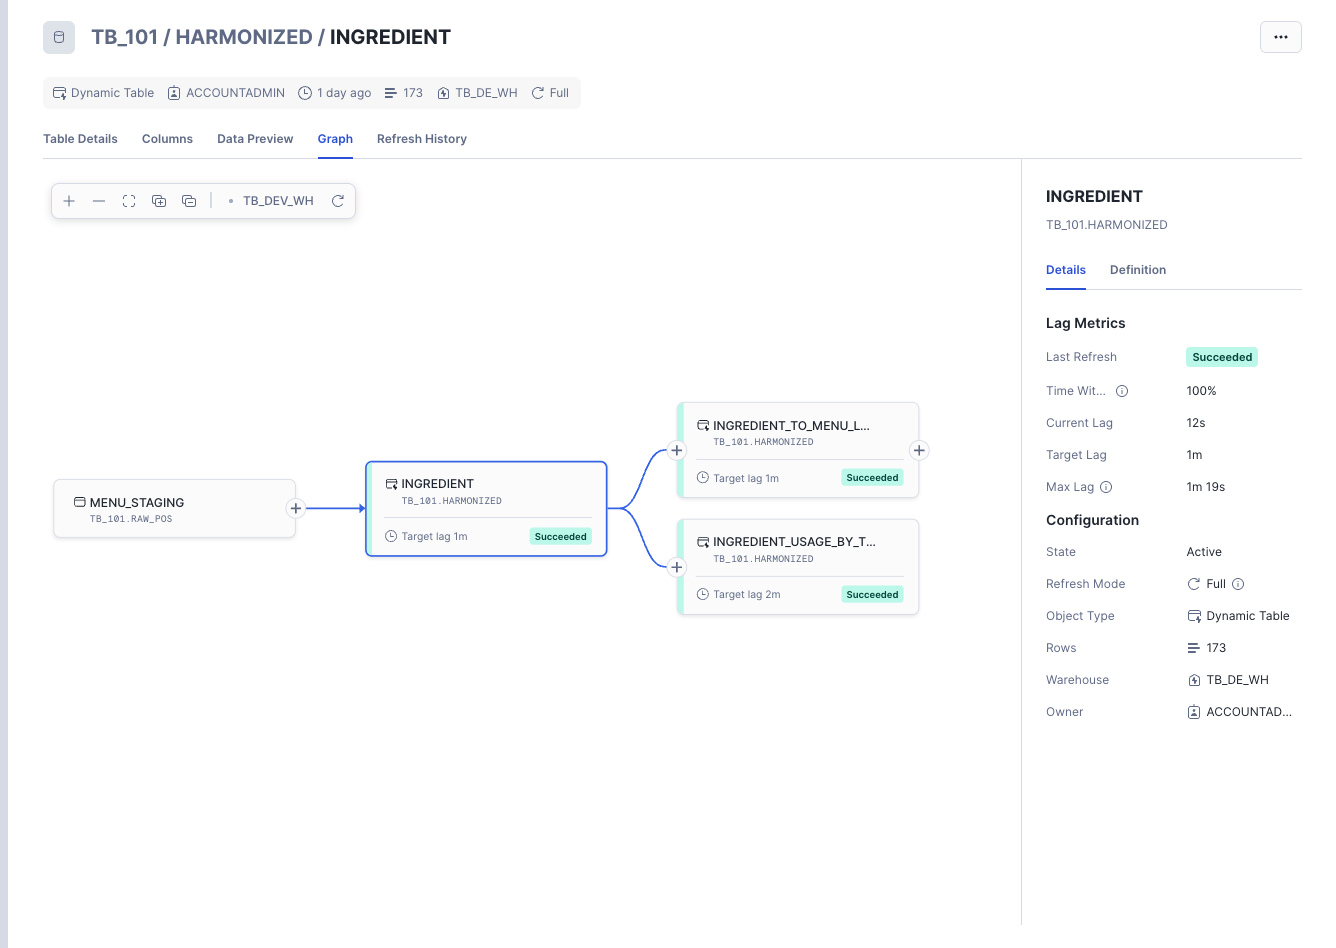 TB_101 / HARMONIZED / INGREDIENT
Dynamic Table ACCOUNTADMIN 1 day ago 173 TB_DE_WH Full
Table Details Columns Data Preview Graph Refresh History
TB_DEV_WH
MENU_STAGING
TB_101.RAW_POS
INGREDIENT
TB_101.HARMONIZED
Target lag 1m Succeeded
INGREDIENT_TO_MENU_L...
TB_101.HARMONIZED
Target lag 1m Succeeded
INGREDIENT_USAGE_BY_T...
TB_101.HARMONIZED
Target lag 2m Succeeded
INGREDIENT
TB_101.HARMONIZED
Details Definition
Lag Metrics
Last Refresh Succeeded
Time Wit... 100%
Current Lag 12s
Target Lag 1m
Max Lag 1m 19s
Configuration
State Active
Refresh Mode Full
Object Type Dynamic Table
Rows 173
Warehouse TB_DE_WH
Owner ACCOUNTAD...